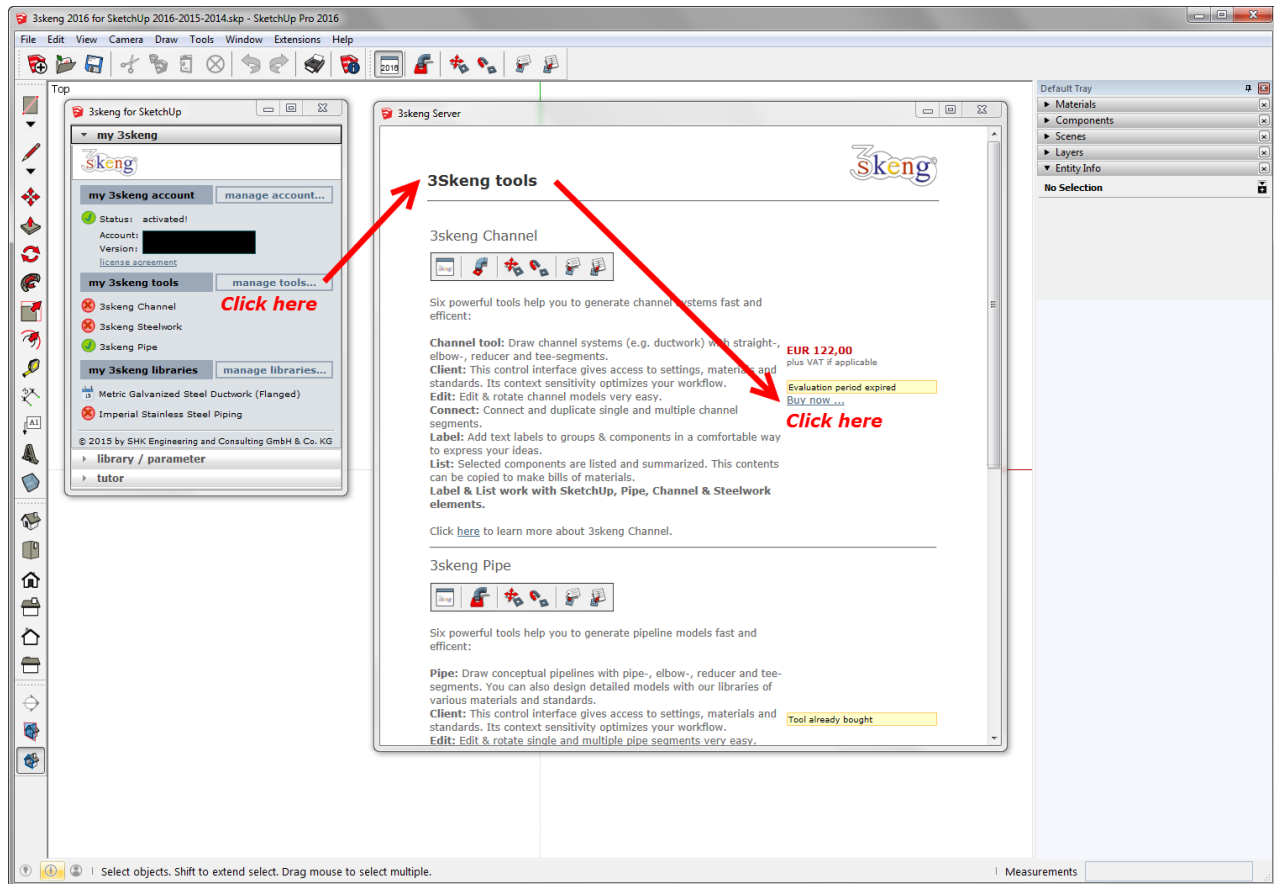 3skeng 2016 for SketchUp 2016-2015-2014.skp - SketchUp Pro 2016
File Edit View Camera Draw Tools Window Extensions Help
2016
Top
3skeng for SketchUp
my 3skeng
3skeng
my 3skeng account manage account...
Status: activated!
Account:
Version:
license agreement
my 3skeng tools manage tools...
Click here
3skeng Channel
3skeng Steelwork
3skeng Pipe
my 3skeng libraries manage libraries...
Metric Galvanized Steel Ductwork (Flanged)
Imperial Stainless Steel Piping
© 2015 by SHK Engineering and Consulting GmbH & Co. KG
library / parameter
tutor
3skeng Server
3skeng
3Skeng tools
3skeng Channel
Six powerful tools help you to generate channel systems fast and
efficent:
Channel tool: Draw channel systems (e.g. ductwork) with straight-,
elbow-, reducer and tee-segments.
Client: This control interface gives access to settings, materials and
standards. Its context sensitivity optimizes your workflow.
Edit: Edit & rotate channel models very easy.
Connect: Connect and duplicate single and multiple channel
segments.
Label: Add text labels to groups & components in a comfortable way
to express your ideas.
List: Selected components are listed and summarized. This contents
can be copied to make bills of materials.
Label & List work with SketchUp, Pipe, Channel & Steelwork
elements.
EUR 122,00
plus VAT if applicable
Evaluation period expired
Buy now ...
Click here
Click here to learn more about 3skeng Channel.
3skeng Pipe
Six powerful tools help you to generate pipeline models fast and
efficent:
Pipe: Draw conceptual pipelines with pipe-, elbow-, reducer and tee-
segments. You can also design detailed models with our libraries of
various materials and standards.
Client: This control interface gives access to settings, materials and
standards. Its context sensitivity optimizes your workflow.
Edit: Edit & rotate single and multiple pipe segments very easy.
Tool already bought
Default Tray
Materials
Components
Scenes
Layers
Entity Info
No Selection
A1
Select objects. Shift to extend select. Drag mouse to select multiple.
Measurements